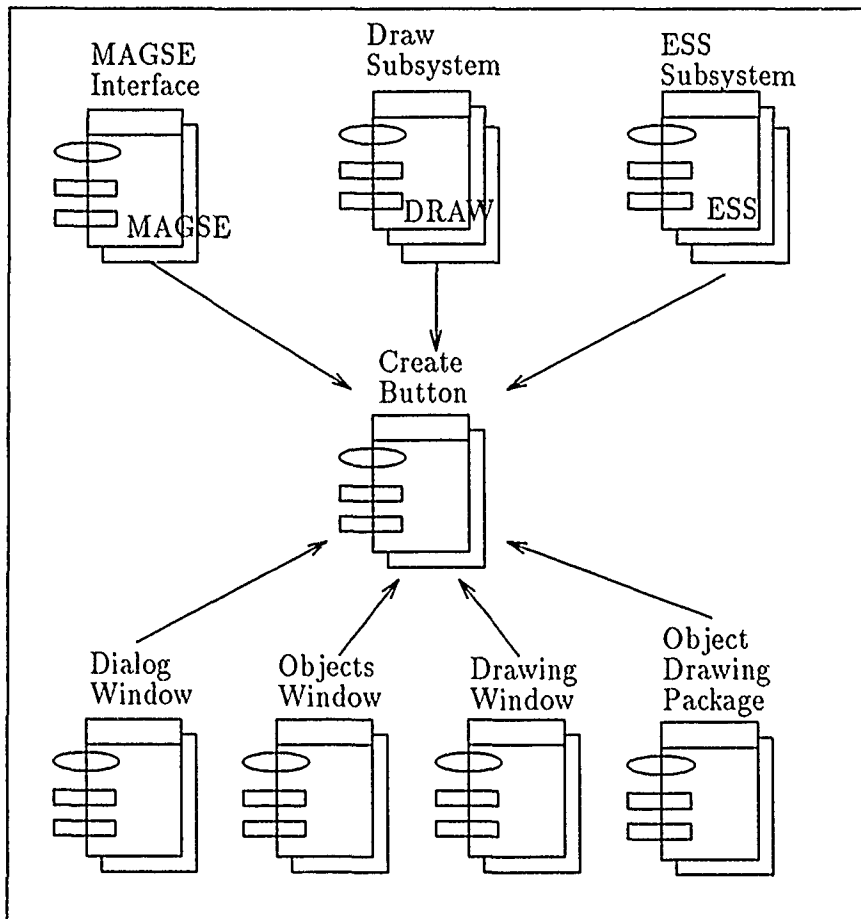 MAGSE
Interface
Draw
Subsystem
ESS
Subsystem
MAGSE
DRAW
ESS
Create
Button
Dialog
Window
Objects
Window
Drawing
Window
Object
Drawing
Package